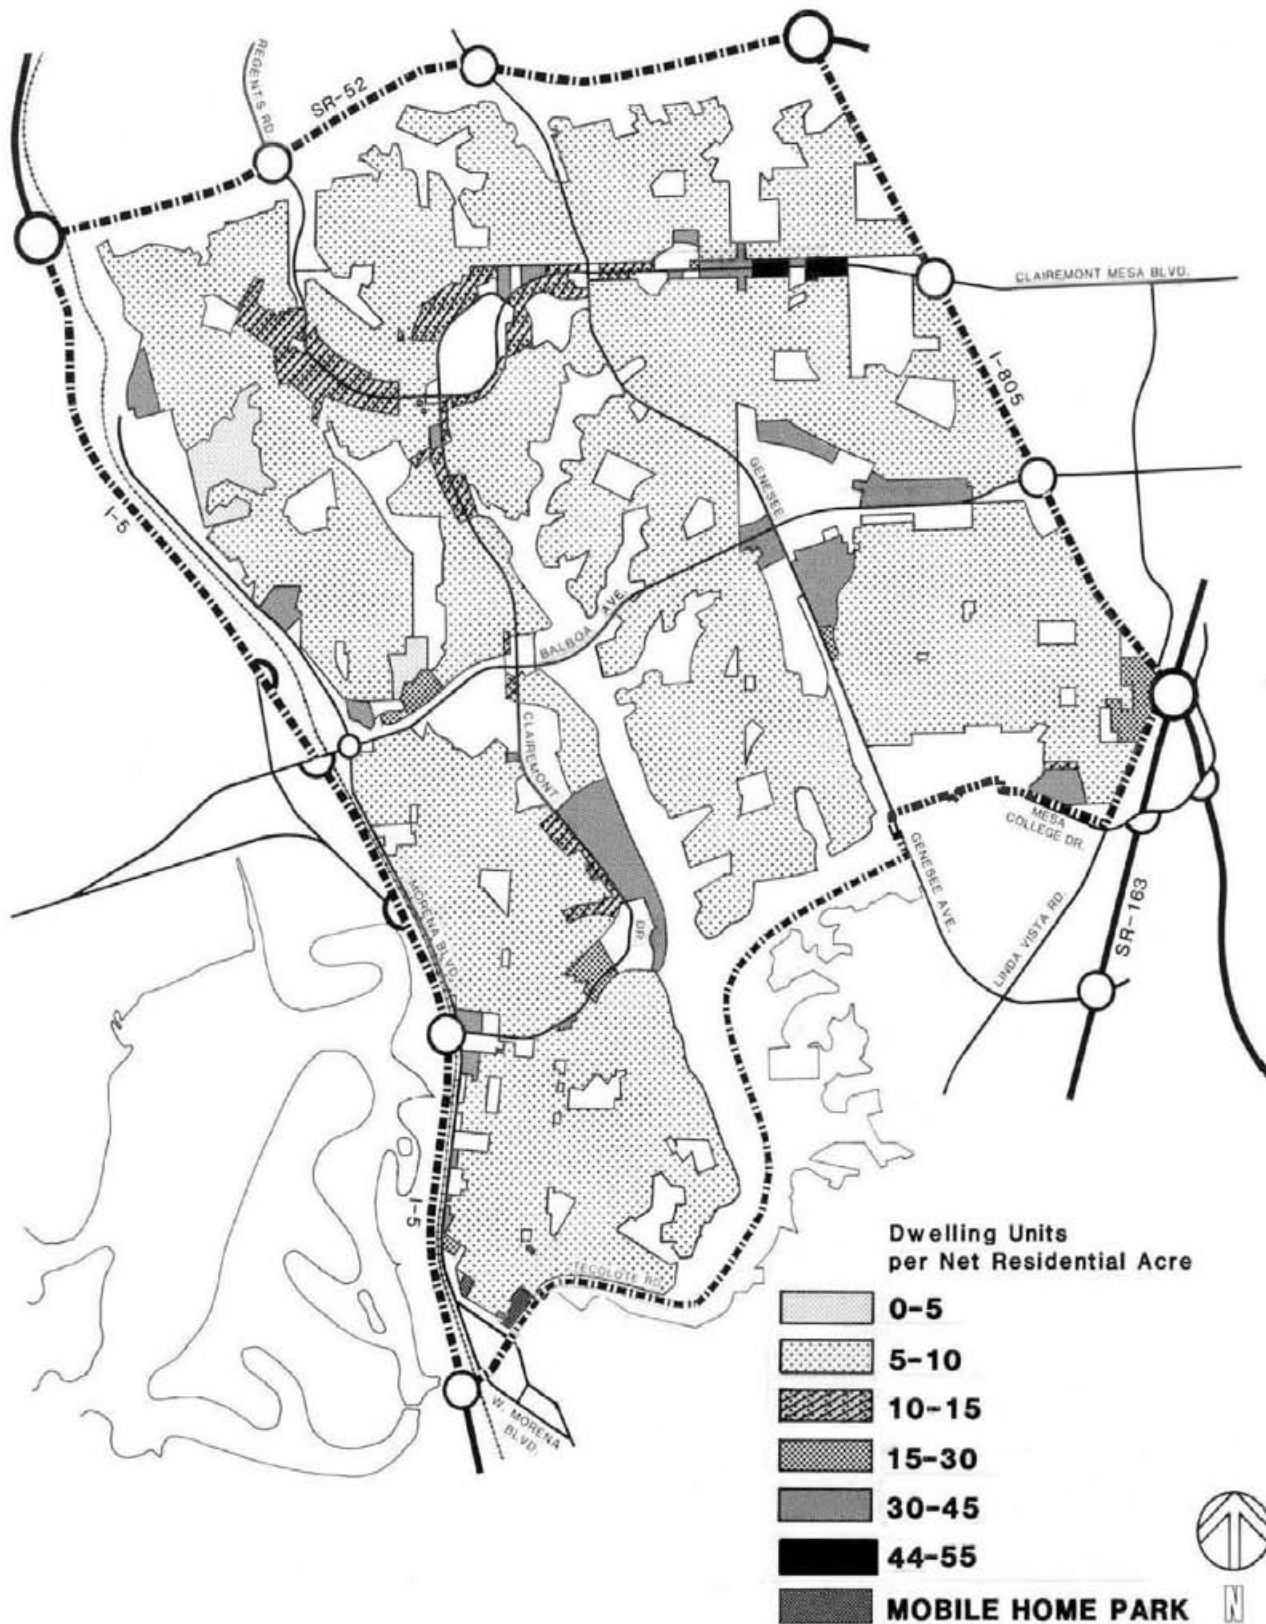 REGENTS RD.
SR-52
CLAIREMONT MESA BLVD.
I-805
I-5
GENESEE
BALBOA AVE.
CLAIREMONT
DR.
MORENA BLVD.
MESA
COLLEGE DR.
GENESEE AVE.
LINDA VISTA RD.
SR-163
I-5
TECOLOTE RD.
W. MORENA
BLVD.
Dwelling Units
per Net Residential Acre
0-5
5-10
10-15
15-30
30-45
44-55
MOBILE HOME PARK
N